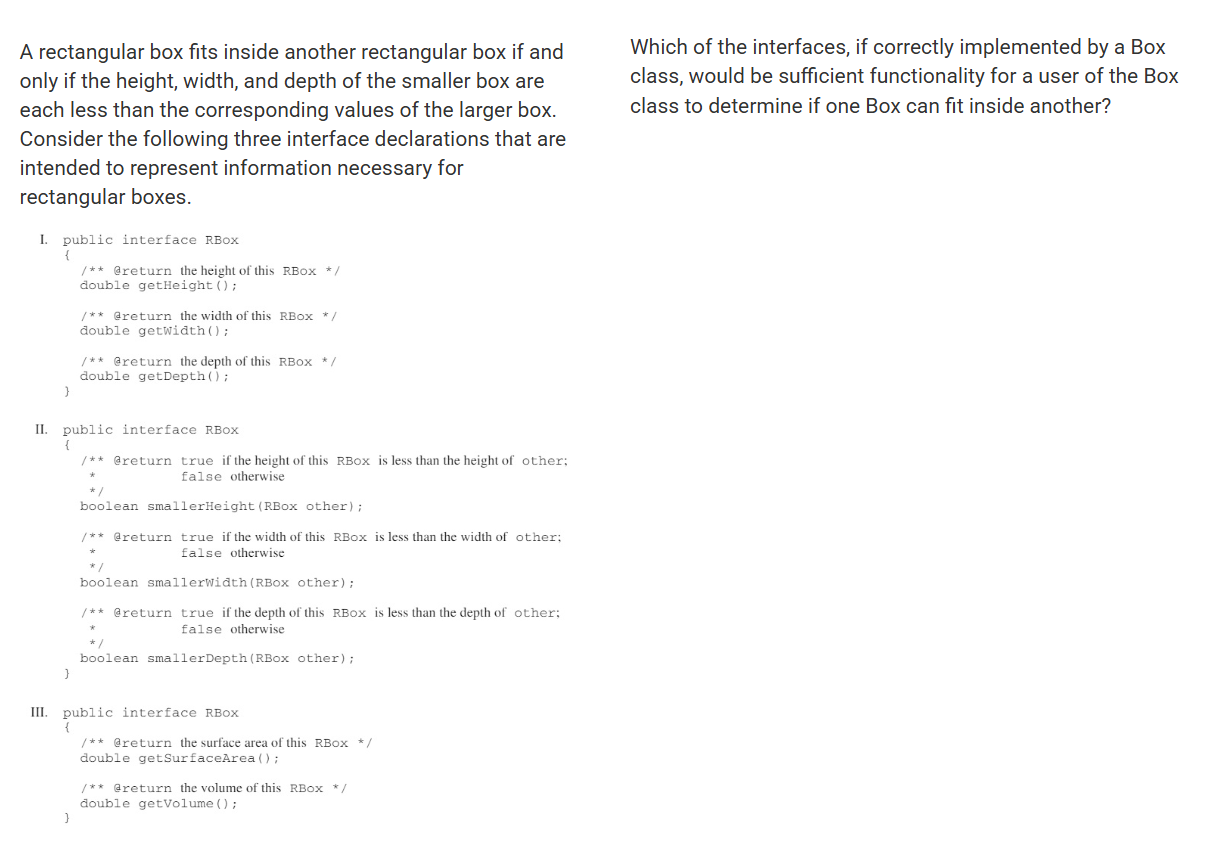 A rectangular box fits inside another rectangular box if and
only if the height, width, and depth of the smaller box are
each less than the corresponding values of the larger box.
Consider the following three interface declarations that are
intended to represent information necessary for
rectangular boxes.
I. public interface RBox
{
/** @return the height of this RBox */
double getHeight();
/** @return the width of this RBox */
double getWidth();
/** @return the depth of this RBox */
double getDepth();
}
II. public interface RBox
{
/** @return true if the height of this RBox is less than the height of other;
* false otherwise
*/
boolean smallerHeight(RBox other);
/** @return true if the width of this RBox is less than the width of other;
* false otherwise
*/
boolean smallerWidth(RBox other);
/** @return true if the depth of this RBox is less than the depth of other;
* false otherwise
*/
boolean smallerDepth(RBox other);
}
III. public interface RBox
{
/** @return the surface area of this RBox */
double getSurfaceArea();
/** @return the volume of this RBox */
double getVolume();
}
Which of the interfaces, if correctly implemented by a Box
class, would be sufficient functionality for a user of the Box
class to determine if one Box can fit inside another?